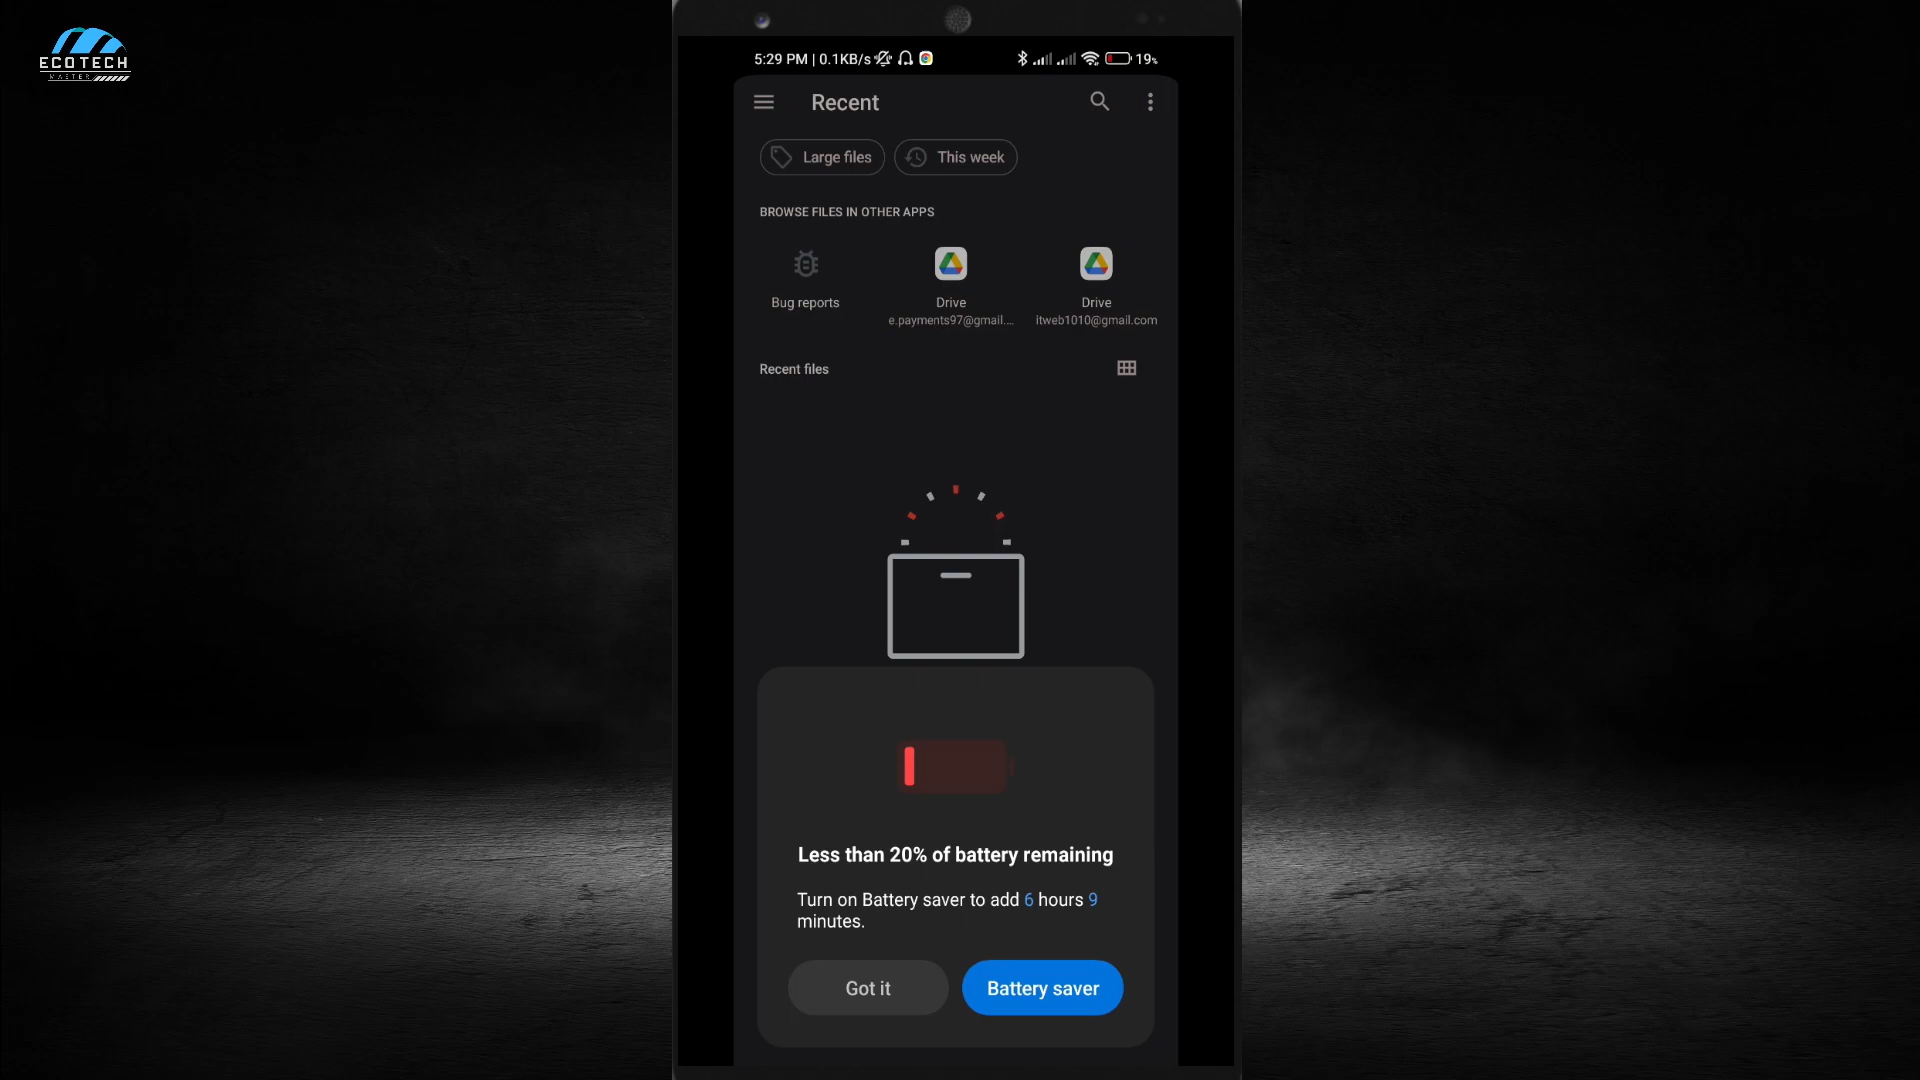 ECOTECH
MASTER
5:29 PM | 0.1KB/s
19%
Recent
Large files
This week
BROWSE FILES IN OTHER APPS
Bug reports
Drive
e.payments97@gmail....
Drive
itweb1010@gmail.com
Recent files
Less than 20% of battery remaining
Turn on Battery saver to add 6 hours 9
minutes.
Got it
Battery saver